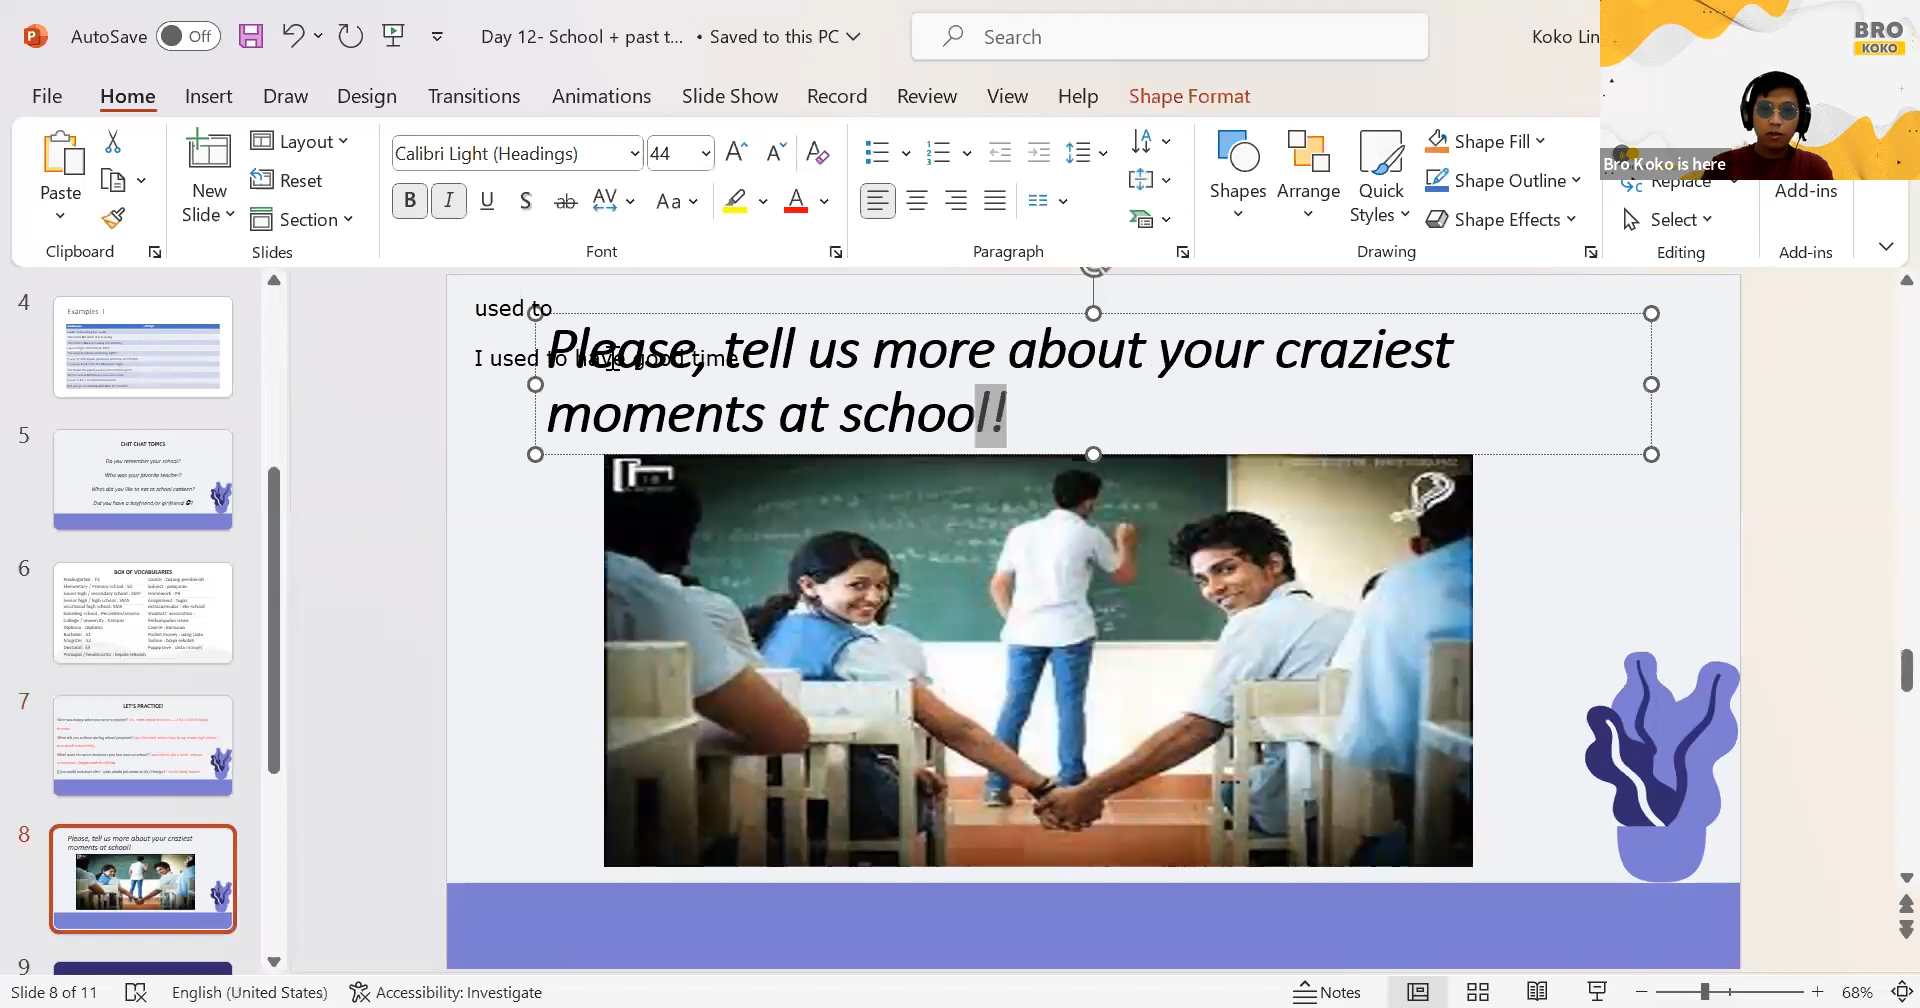 AutoSave Off Day 12- School + past t... • Saved to this PC Search Koko Lin
BRO
KOKO
File Home Insert Draw Design Transitions Animations Slide Show Record Review View Help Shape Format
Bro Koko is here
Paste
Clipboard
New
Slide
Layout
Reset
Section
Slides
Calibri Light (Headings) 44
B I U S ab AV Aa A
Font
Paragraph
Shapes
Arrange
Quick
Styles
Shape Fill
Shape Outline
Shape Effects
Drawing
Replace
Select
Editing
Add-ins
Add-ins
4
Examples
5
CHIT CHAT TOPICS
Do you remember your school?
Who was your favorite teacher?
What did you like to eat at school canteen?
Did you have a boyfriend/or girlfriend
6
BOX OF VOCABULARIES
7
LET'S PRACTICE!
8
Please, tell us more about your craziest
moments at school!
9
used to
I used to have good time
Please, tell us more about your craziest
moments at school!
Slide 8 of 11 English (United States) Accessibility: Investigate Notes 68%